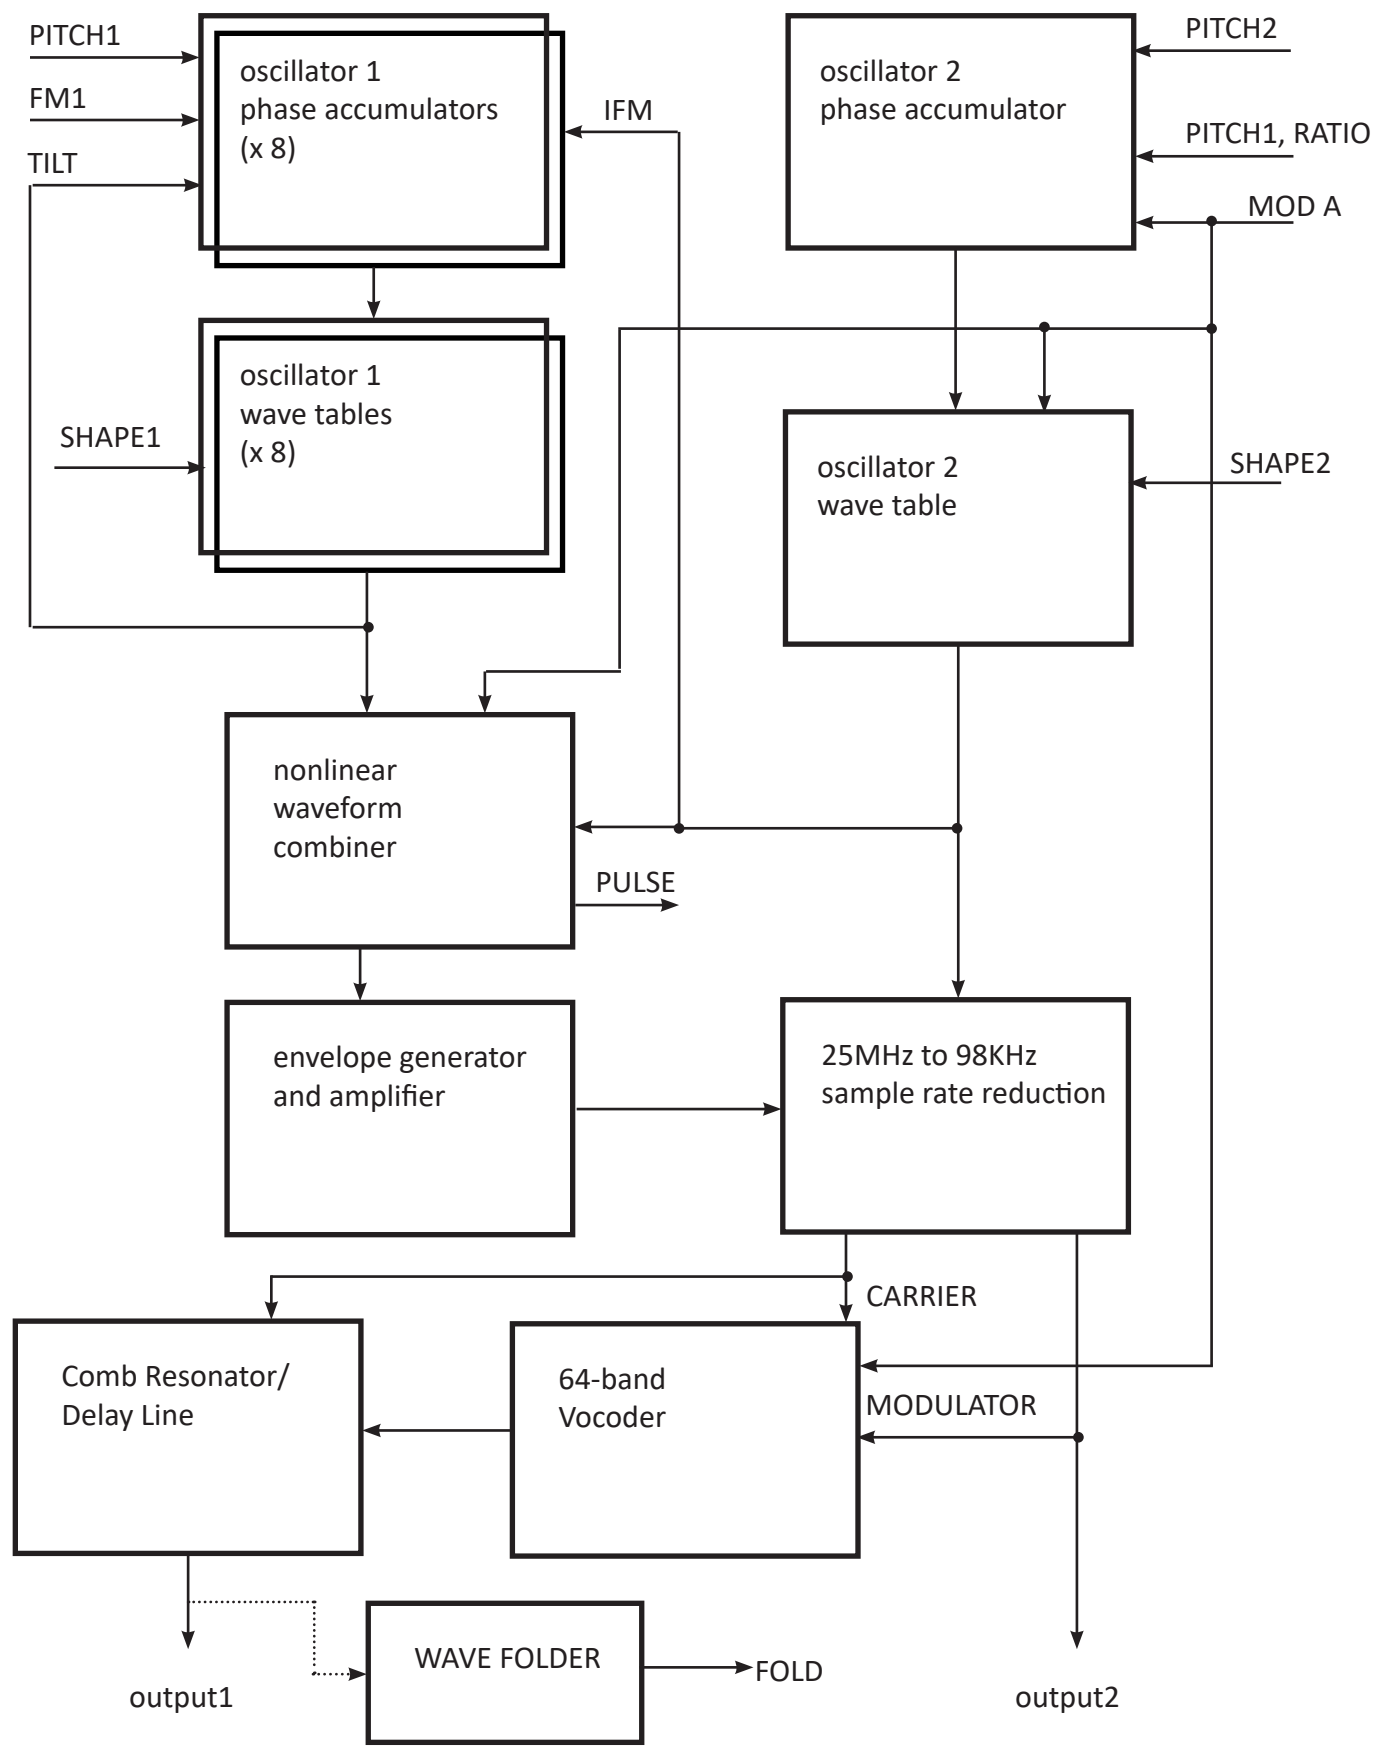 PITCH1
FM1
TILT
oscillator 1
phase accumulators
(x 8)
IFM
oscillator 2
phase accumulator
PITCH2
PITCH1, RATIO
MOD A
SHAPE1
oscillator 1
wave tables
(x 8)
oscillator 2
wave table
SHAPE2
nonlinear
waveform
combiner
PULSE
envelope generator
and amplifier
25MHz to 98KHz
sample rate reduction
CARRIER
Comb Resonator/
Delay Line
64-band
Vocoder
MODULATOR
WAVE FOLDER
FOLD
output1
output2